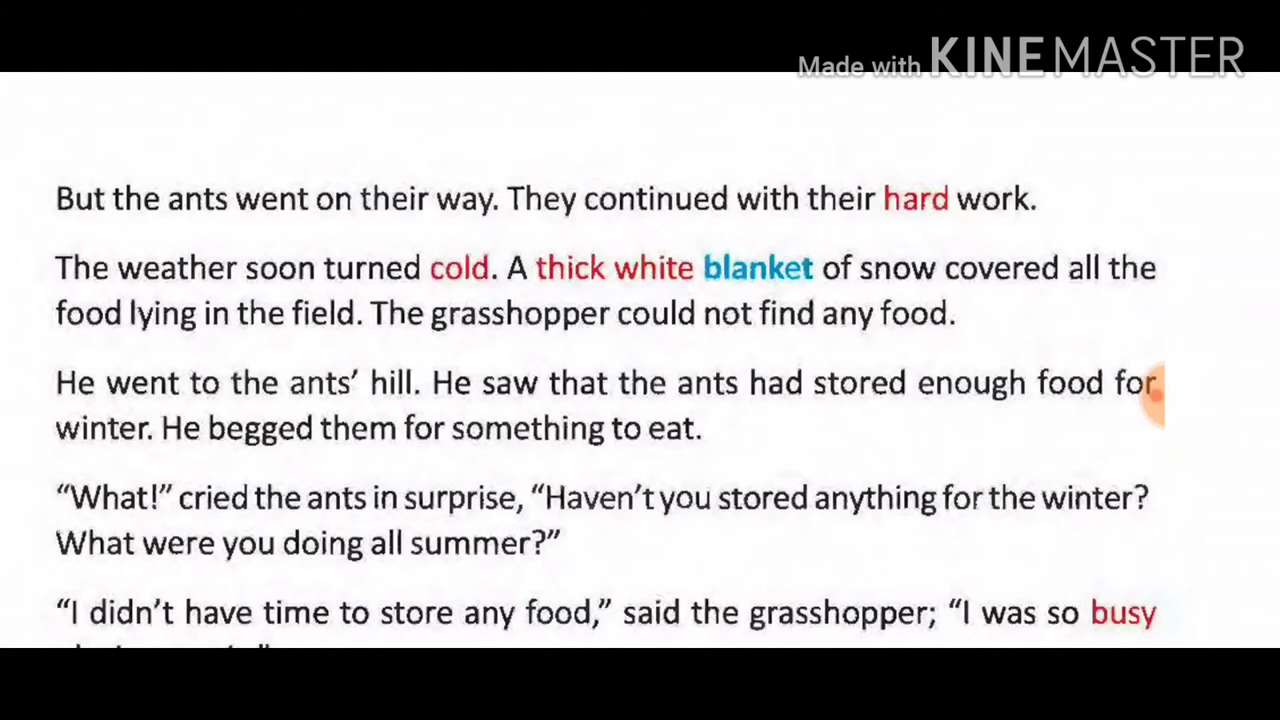 Made with KINEMASTER
But the ants went on their way. They continued with their hard work.
The weather soon turned cold. A thick white blanket of snow covered all the
food lying in the field. The grasshopper could not find any food.
He went to the ants’ hill. He saw that the ants had stored enough food for
winter. He begged them for something to eat.
“What!” cried the ants in surprise, “Haven’t you stored anything for the winter?
What were you doing all summer?”
“I didn’t have time to store any food,” said the grasshopper; “I was so busy